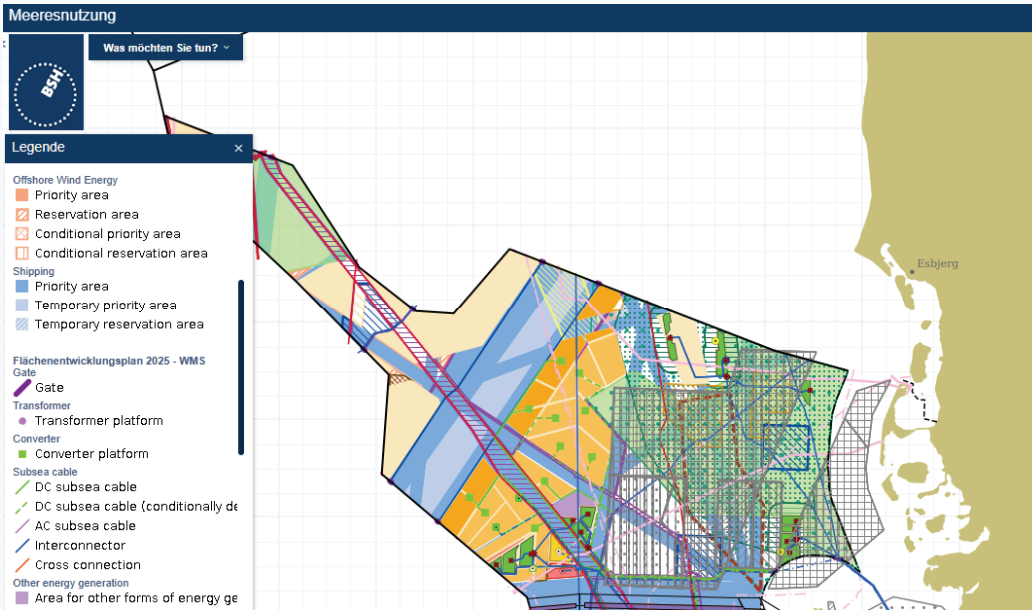 Meeresnutzung
Was möchten Sie tun?
BSH
Legende
Offshore Wind Energy
Priority area
Reservation area
Conditional priority area
Conditional reservation area
Shipping
Priority area
Temporary priority area
Temporary reservation area
Flächenentwicklungsplan 2025 - WMS
Gate
Gate
Transformer
Transformer platform
Converter
Converter platform
Subsea cable
DC subsea cable
DC subsea cable (conditionally de
AC subsea cable
Interconnector
Cross connection
Other energy generation
Area for other forms of energy ge
Esbjerg